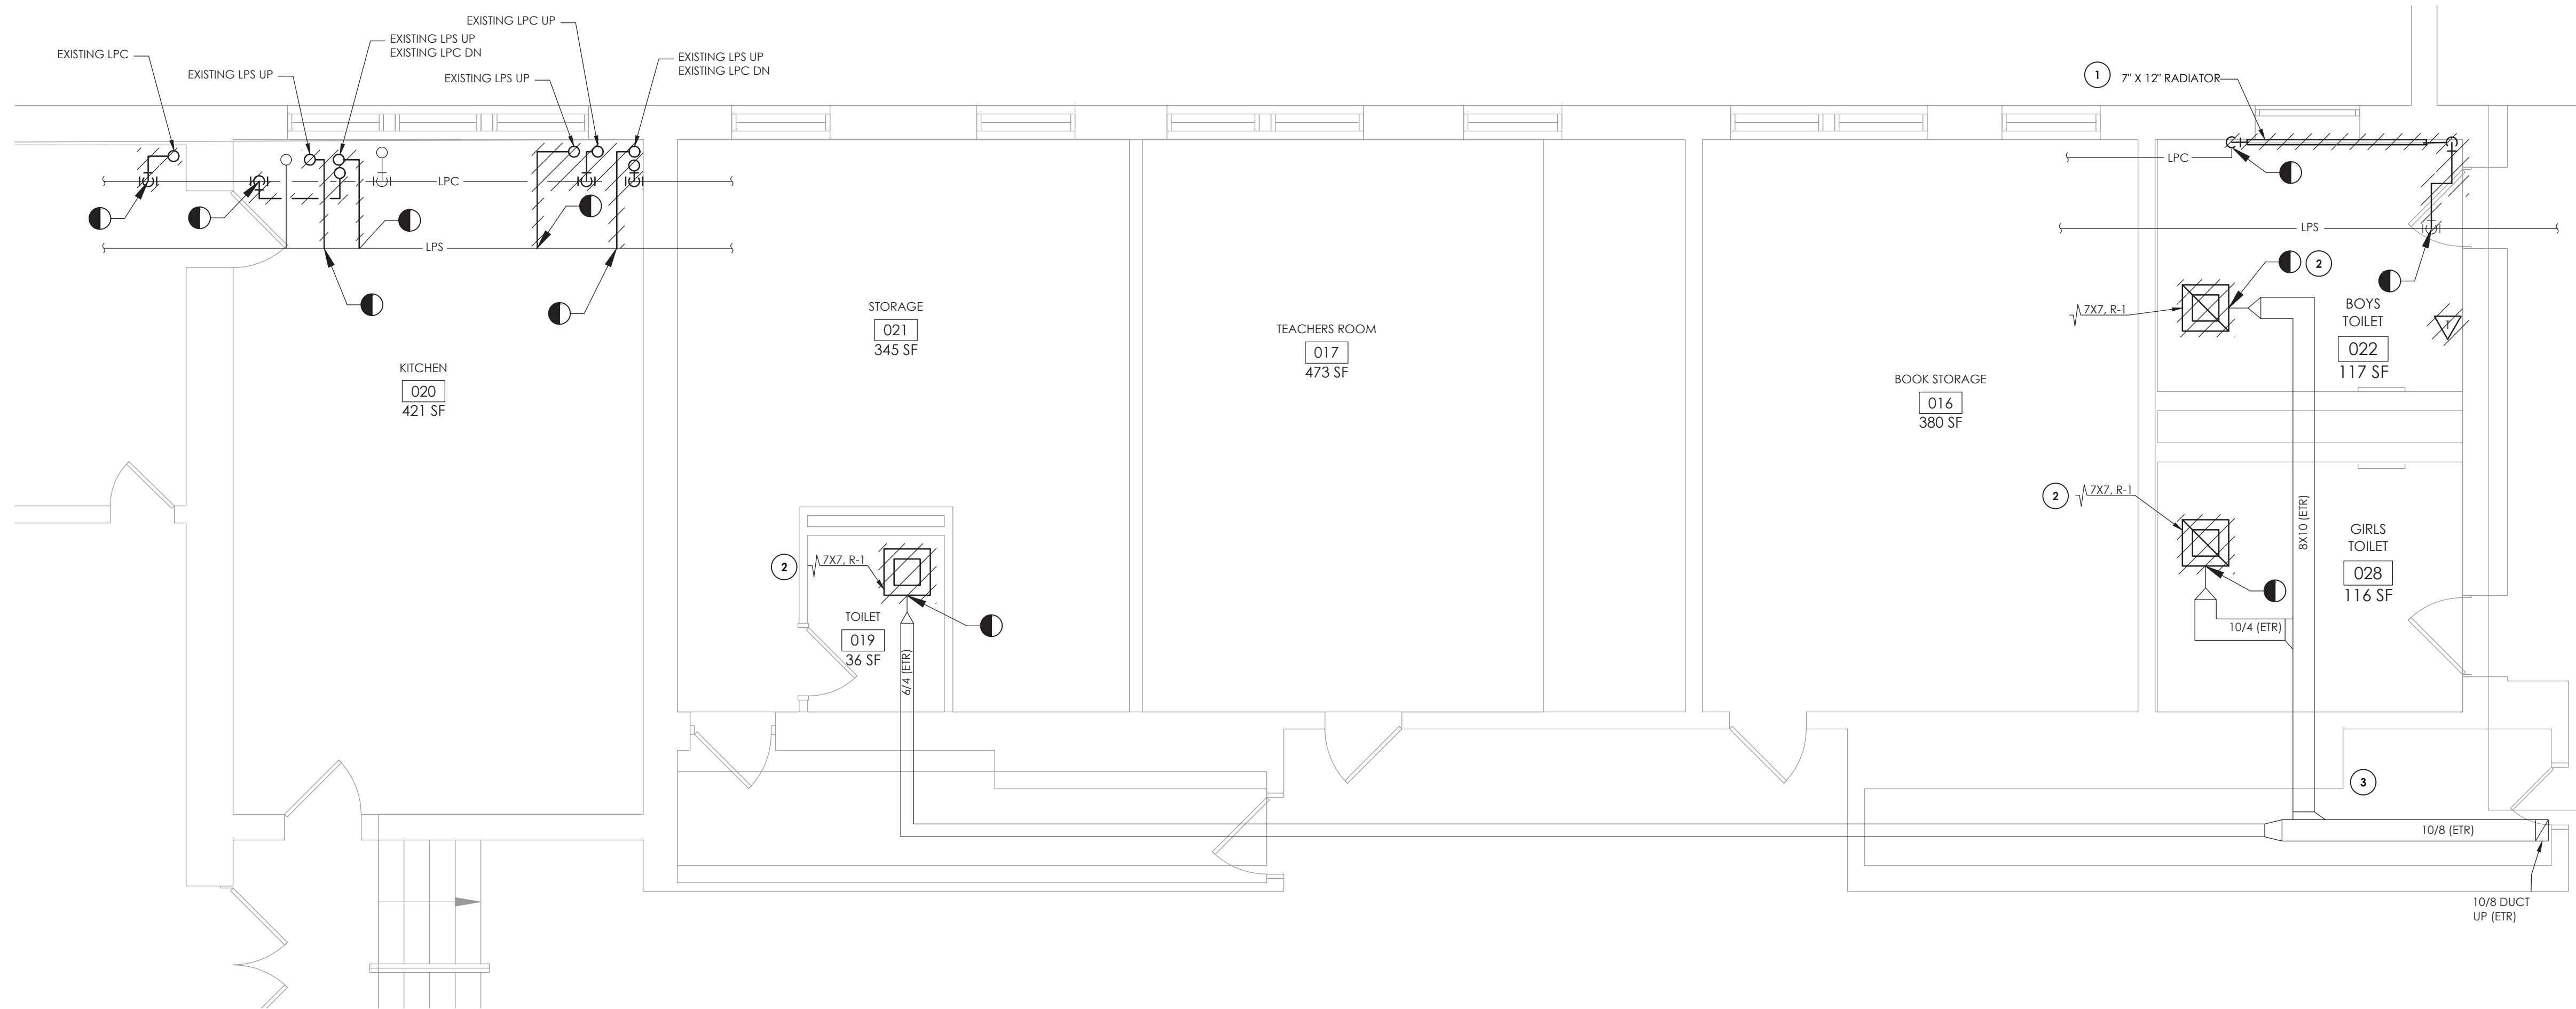 EXISTING LPC UP
EXISTING LPS UP
EXISTING LPC DN
EXISTING LPC
EXISTING LPS UP
EXISTING LPS UP
EXISTING LPS UP
EXISTING LPC DN
1
7" X 12" RADIATOR
LPC
LPC
LPS
LPS
2
7X7, R-1
BOYS
TOILET
022
117 SF
T
STORAGE
021
345 SF
TEACHERS ROOM
017
473 SF
KITCHEN
020
421 SF
BOOK STORAGE
016
380 SF
2
7X7, R-1
8X10 (ETR)
GIRLS
TOILET
028
116 SF
2
7X7, R-1
TOILET
019
36 SF
6/4 (ETR)
10/4 (ETR)
3
10/8 (ETR)
10/8 DUCT
UP (ETR)